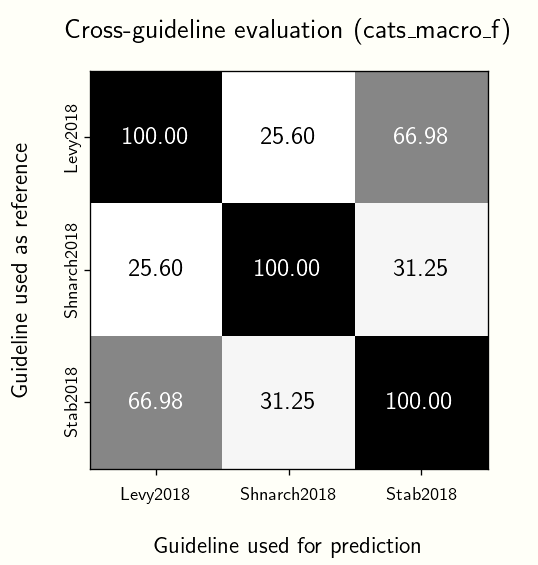 Cross-guideline evaluation (cats_macro_f)
Guideline used as reference
Levy2018
100.00 25.60 66.98
Shnarch2018
25.60 100.00 31.25
Stab2018
66.98 31.25 100.00
Levy2018 Shnarch2018 Stab2018
Guideline used for prediction